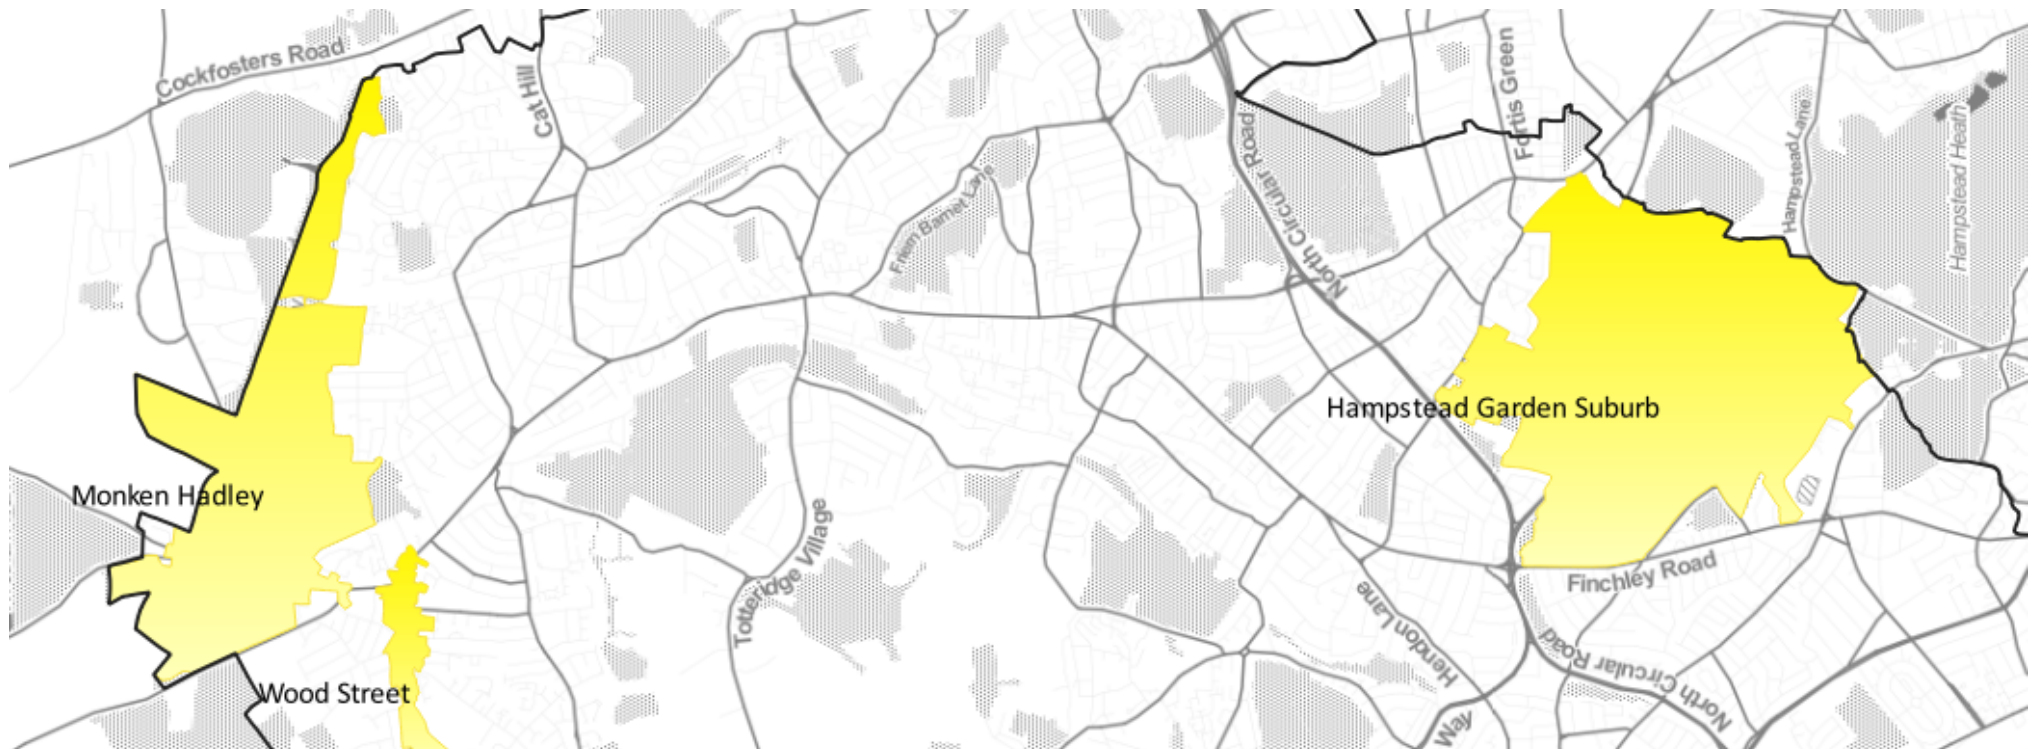 Cockfosters Road
Cat Hill
Friern Barnet Lane
North Circular Road
Fortis Green
Hampstead Lane
Hampstead Heath
Hampstead Garden Suburb
Monken Hadley
Totteridge Village
Finchley Road
Hendon Lane
North Circular Road
Wood Street
Way